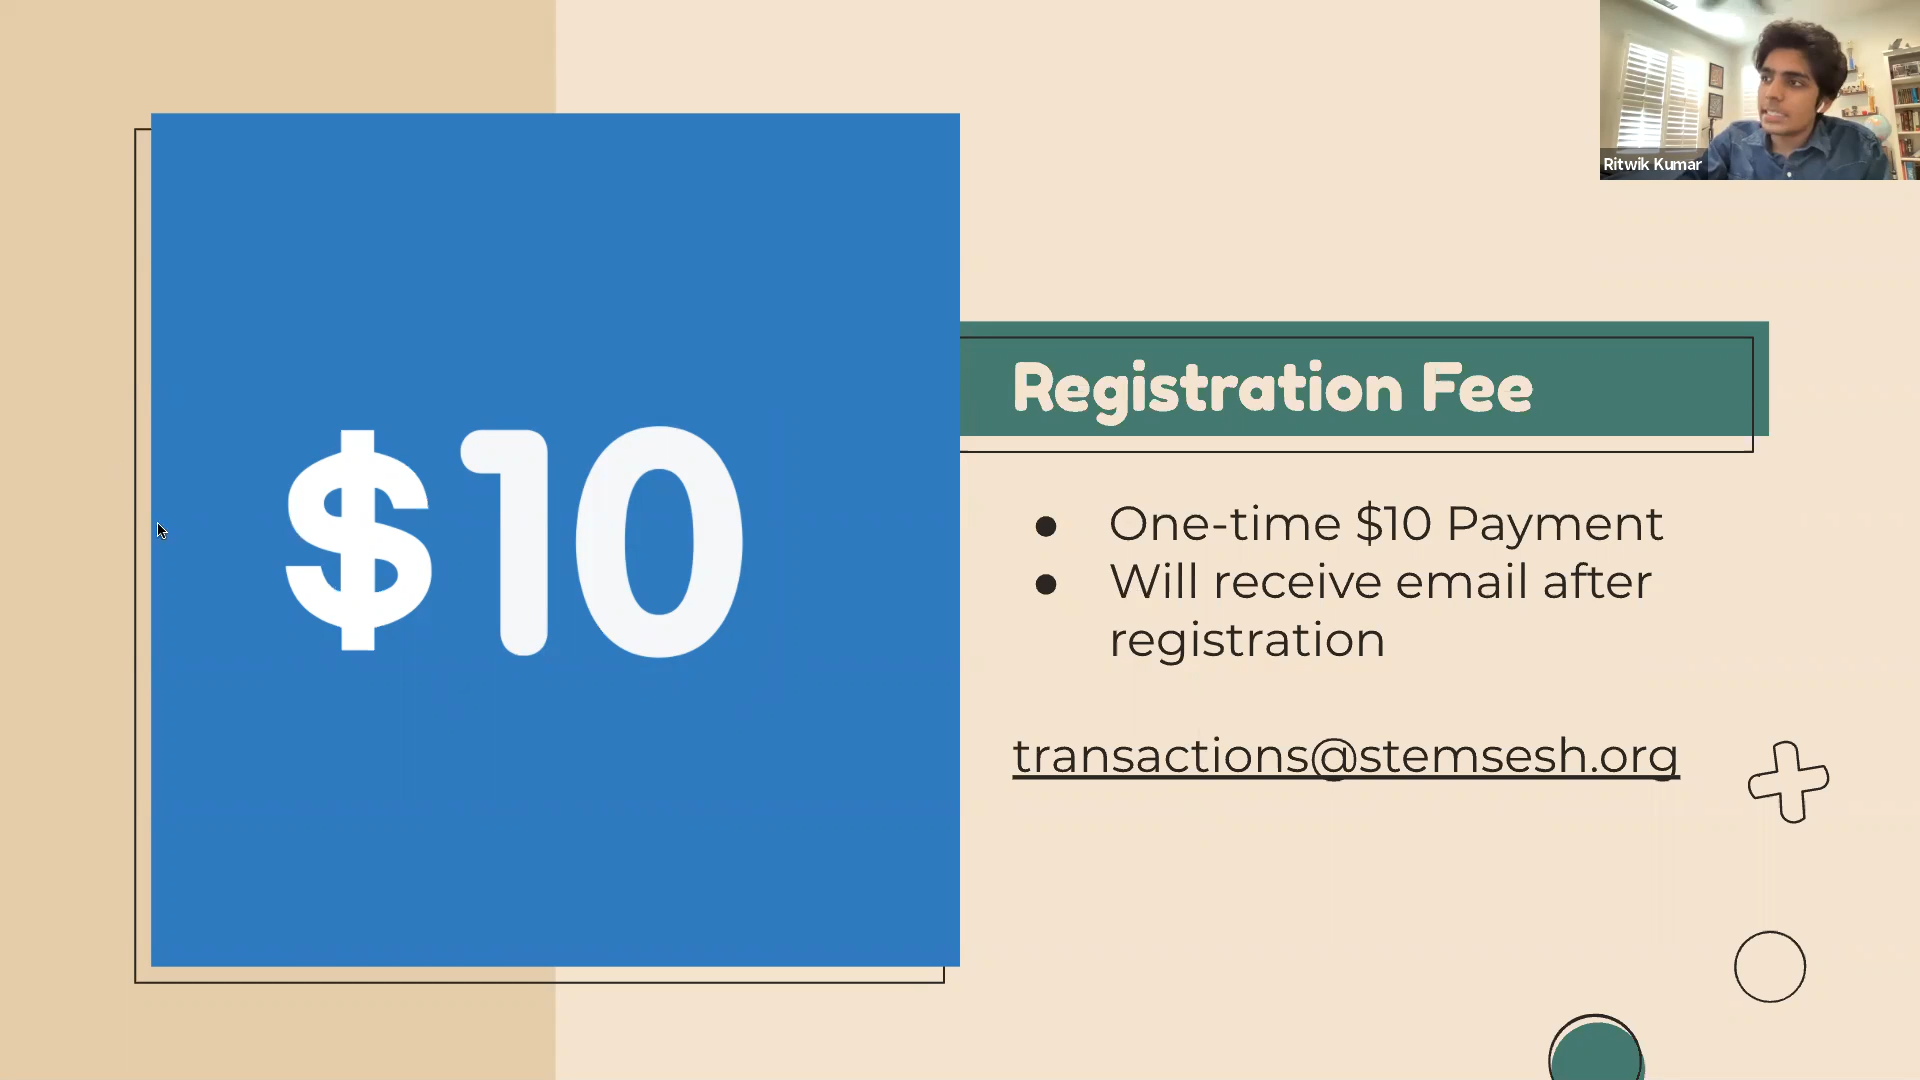 Ritwik Kumar
$10
Registration Fee
● One-time $10 Payment
● Will receive email after
registration
transactions@stemsesh.org